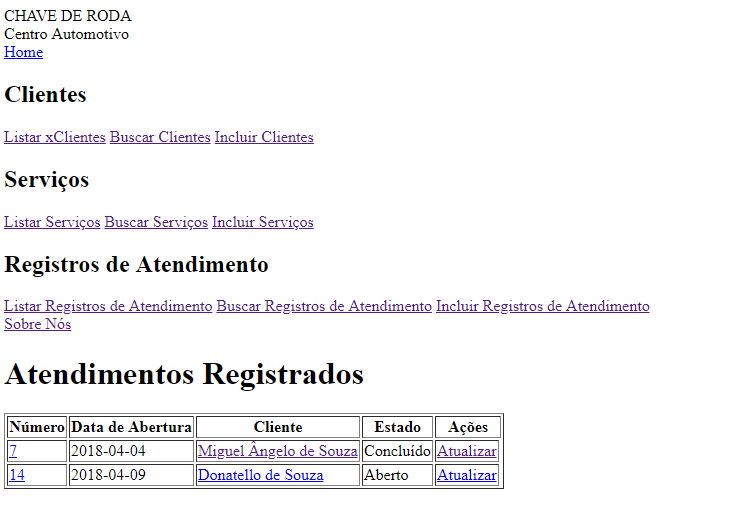 CHAVE DE RODA
Centro Automotivo
Home
Clientes
Listar xClientes Buscar Clientes Incluir Clientes
Serviços
Listar Serviços Buscar Serviços Incluir Serviços
Registros de Atendimento
Listar Registros de Atendimento Buscar Registros de Atendimento Incluir Registros de Atendimento
Sobre Nós
Atendimentos Registrados
Número Data de Abertura Cliente Estado Ações
7 2018-04-04 Miguel Ângelo de Souza Concluído Atualizar
14 2018-04-09 Donatello de Souza Aberto Atualizar